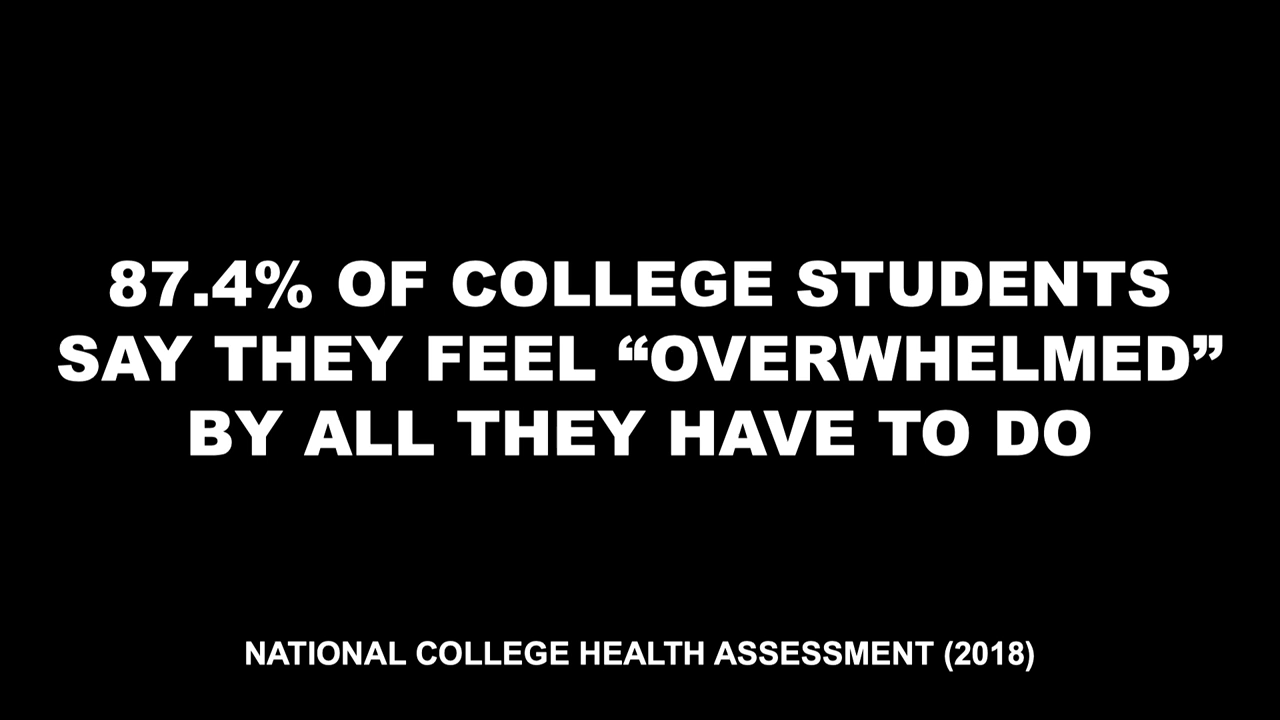 87.4% OF COLLEGE STUDENTS
SAY THEY FEEL “OVERWHELMED”
BY ALL THEY HAVE TO DO
NATIONAL COLLEGE HEALTH ASSESSMENT (2018)